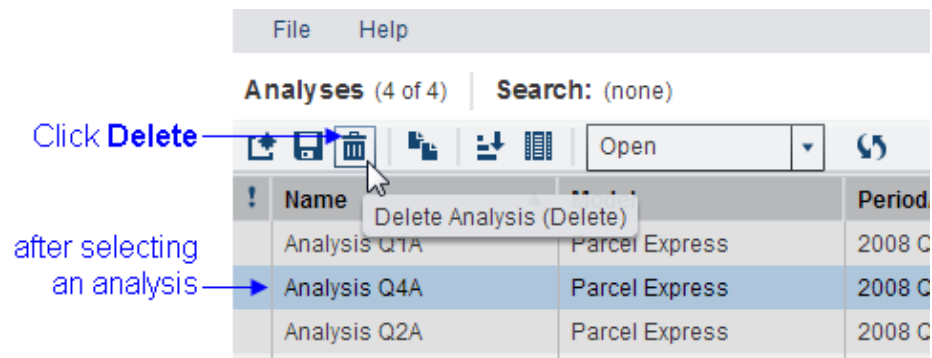 File Help
Analyses (4 of 4) Search: (none)
Click Delete
Open
! Name Period
Delete Analysis (Delete)
Analysis Q1A Parcel Express 2008
after selecting
an analysis
Analysis Q4A Parcel Express 2008
Analysis Q2A Parcel Express 2008